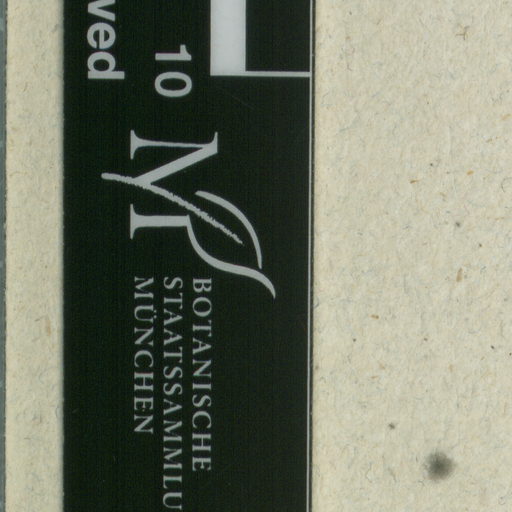 ved
10
BOTANISCHE
STAATSSAMMLU
MÜNCHEN